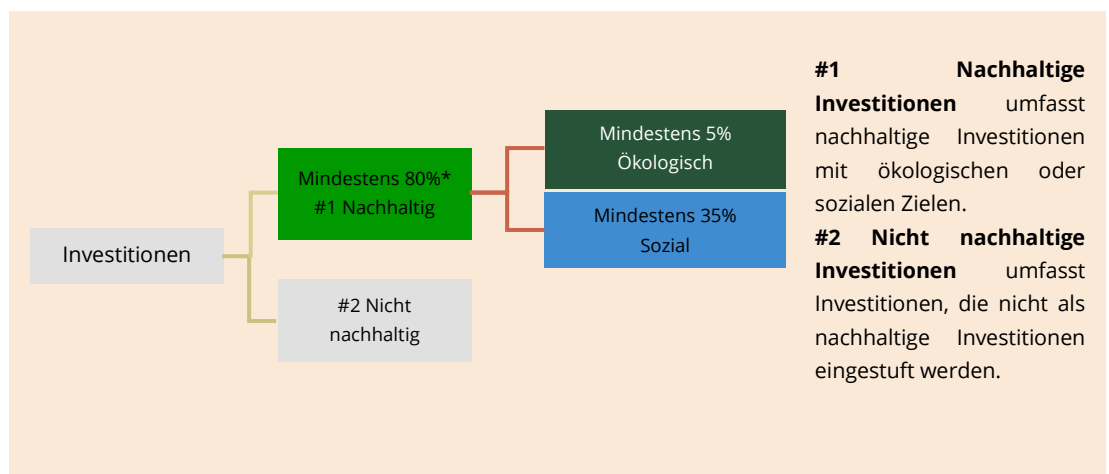 Investitionen
Mindestens 80%*
#1 Nachhaltig
#2 Nicht
nachhaltig
Mindestens 5%
Ökologisch
Mindestens 35%
Sozial
#1 Nachhaltige
Investitionen umfasst
nachhaltige Investitionen
mit ökologischen oder
sozialen Zielen.
#2 Nicht nachhaltige
Investitionen umfasst
Investitionen, die nicht als
nachhaltige Investitionen
eingestuft werden.